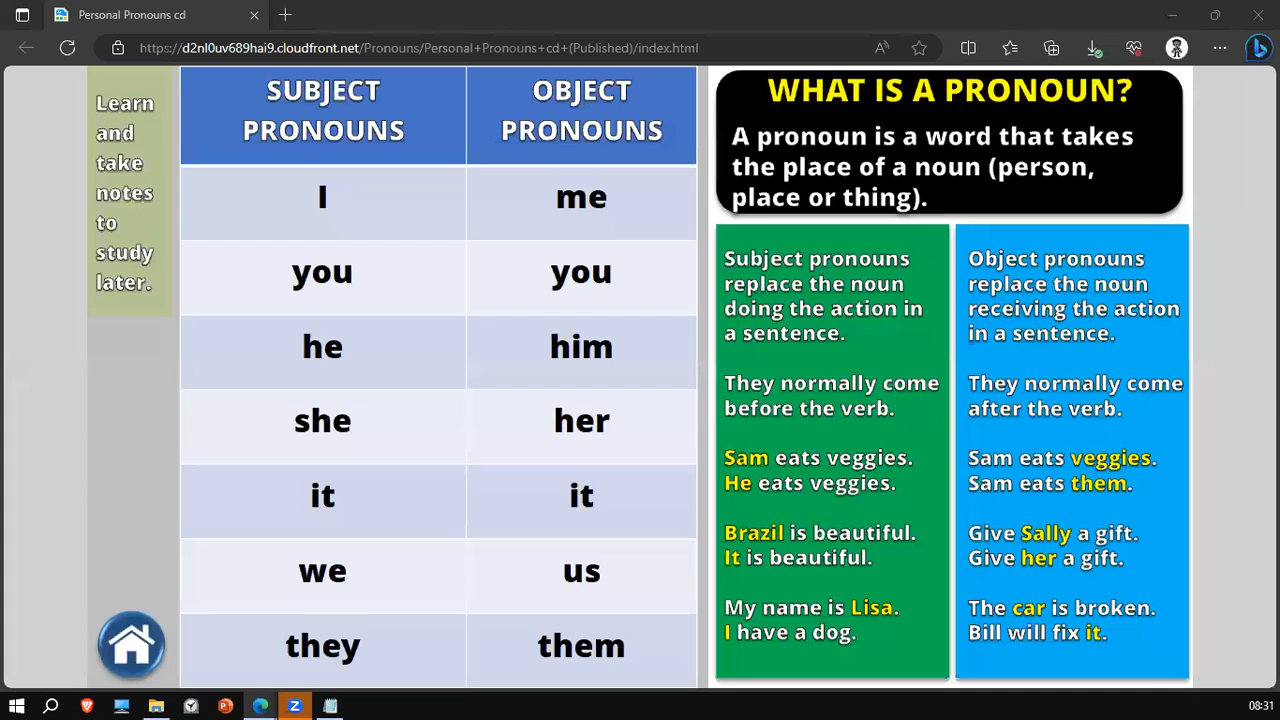 Personal Pronouns cd
https://d2nl0uv689hai9.cloudfront.net/Pronouns/Personal+Pronouns+cd+(Published)/index.html
Learn
and
take
notes
to
study
later.
SUBJECT
PRONOUNS
OBJECT
PRONOUNS
I me
you you
he him
she her
it it
we us
they them
WHAT IS A PRONOUN?
A pronoun is a word that takes
the place of a noun (person,
place or thing).
Subject pronouns
replace the noun
doing the action in
a sentence.
They normally come
before the verb.
Sam eats veggies.
He eats veggies.
Brazil is beautiful.
It is beautiful.
My name is Lisa.
I have a dog.
Object pronouns
replace the noun
receiving the action
in a sentence.
They normally come
after the verb.
Sam eats veggies.
Sam eats them.
Give Sally a gift.
Give her a gift.
The car is broken.
Bill will fix it.
08:31